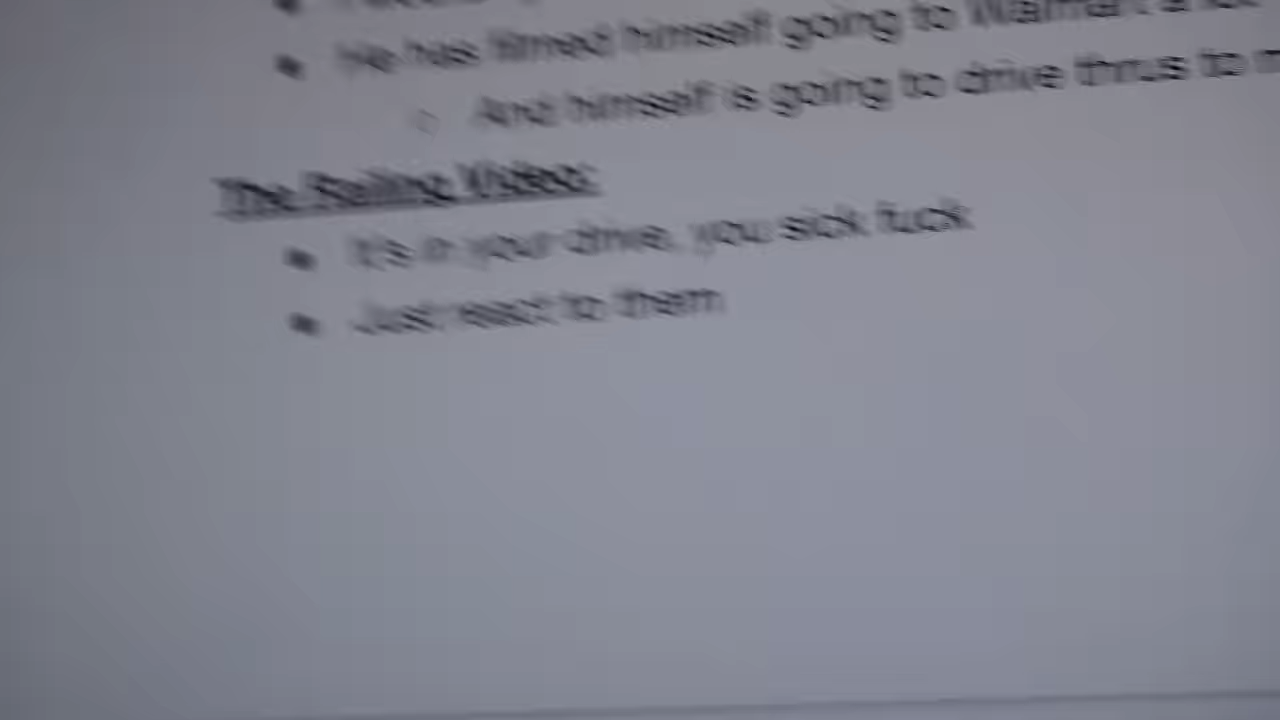 He has filmed himself going to Walmart a lot
And himself is going to drive thrus to
The Video:
It's in your drive, you sick fuck
Just react to them